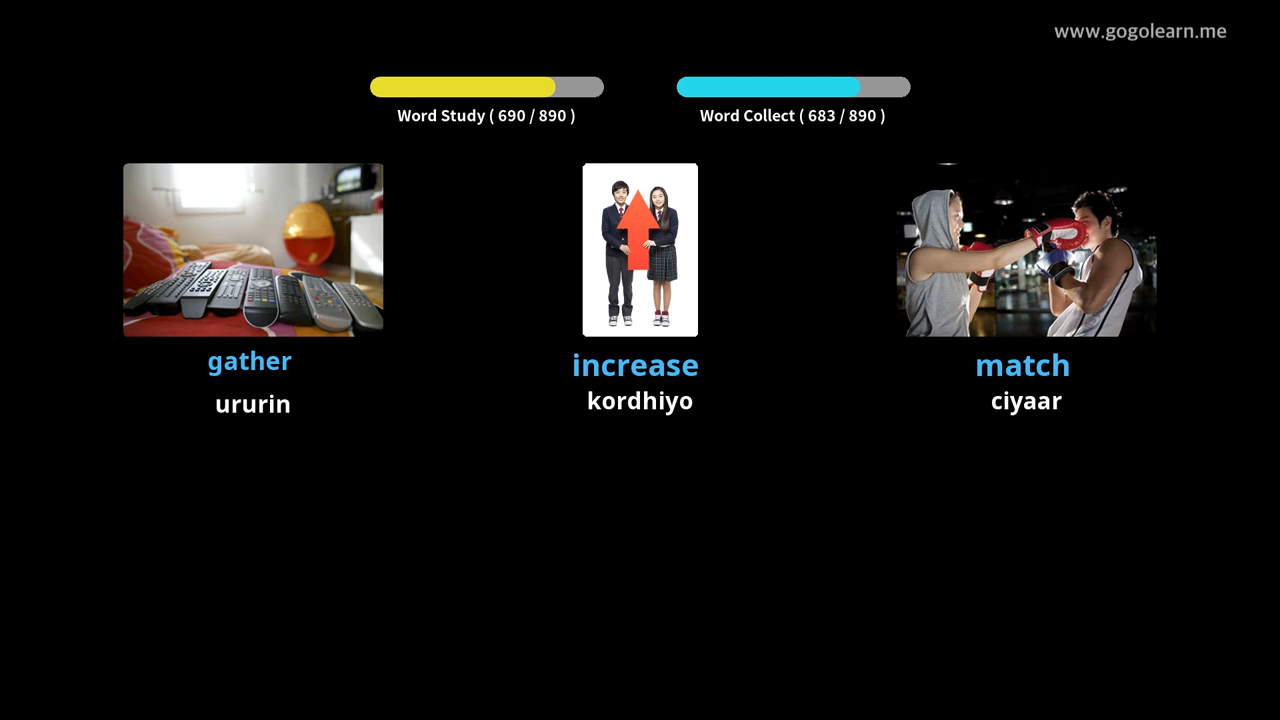 www.gogolearn.me
Word Study ( 690 / 890 )
Word Collect ( 683 / 890 )
gather
increase
match
ururin
kordhiyo
ciyaar